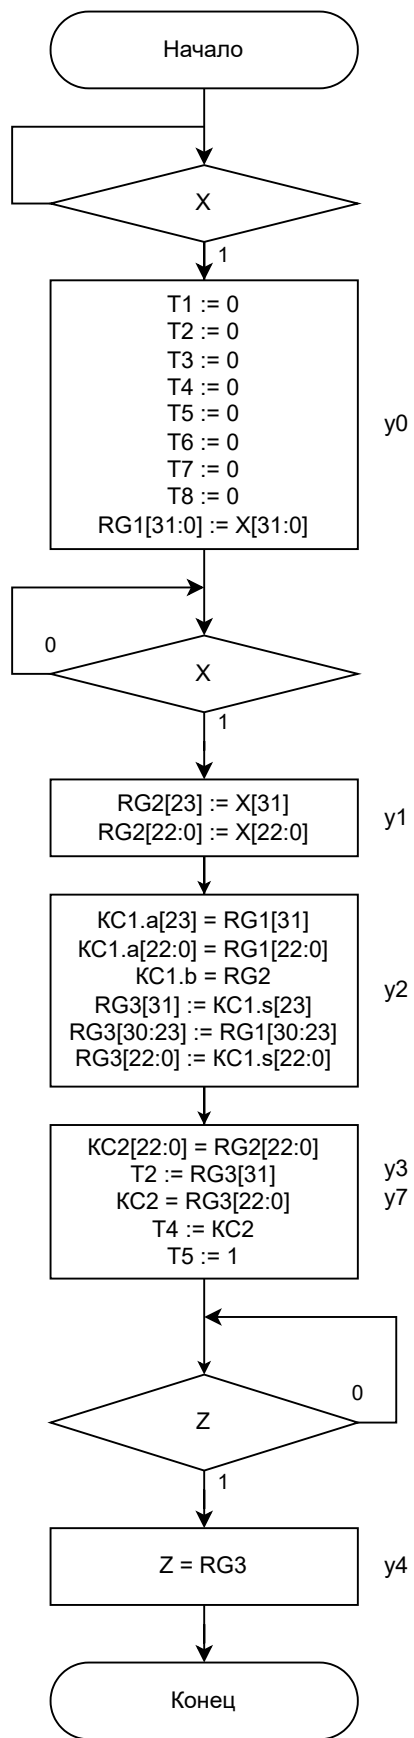 Начало
X
1
T1 := 0
T2 := 0
T3 := 0
T4 := 0
T5 := 0
T6 := 0
T7 := 0
T8 := 0
RG1[31:0] := X[31:0]
y0
0
X
1
RG2[23] := X[31]
RG2[22:0] := X[22:0]
y1
КС1.a[23] = RG1[31]
КС1.a[22:0] = RG1[22:0]
КС1.b = RG2
RG3[31] := КС1.s[23]
RG3[30:23] := RG1[30:23]
RG3[22:0] := КС1.s[22:0]
y2
КС2[22:0] = RG2[22:0]
T2 := RG3[31]
КС2 = RG3[22:0]
T4 := КС2
T5 := 1
y3
y7
0
Z
1
Z = RG3
y4
Конец